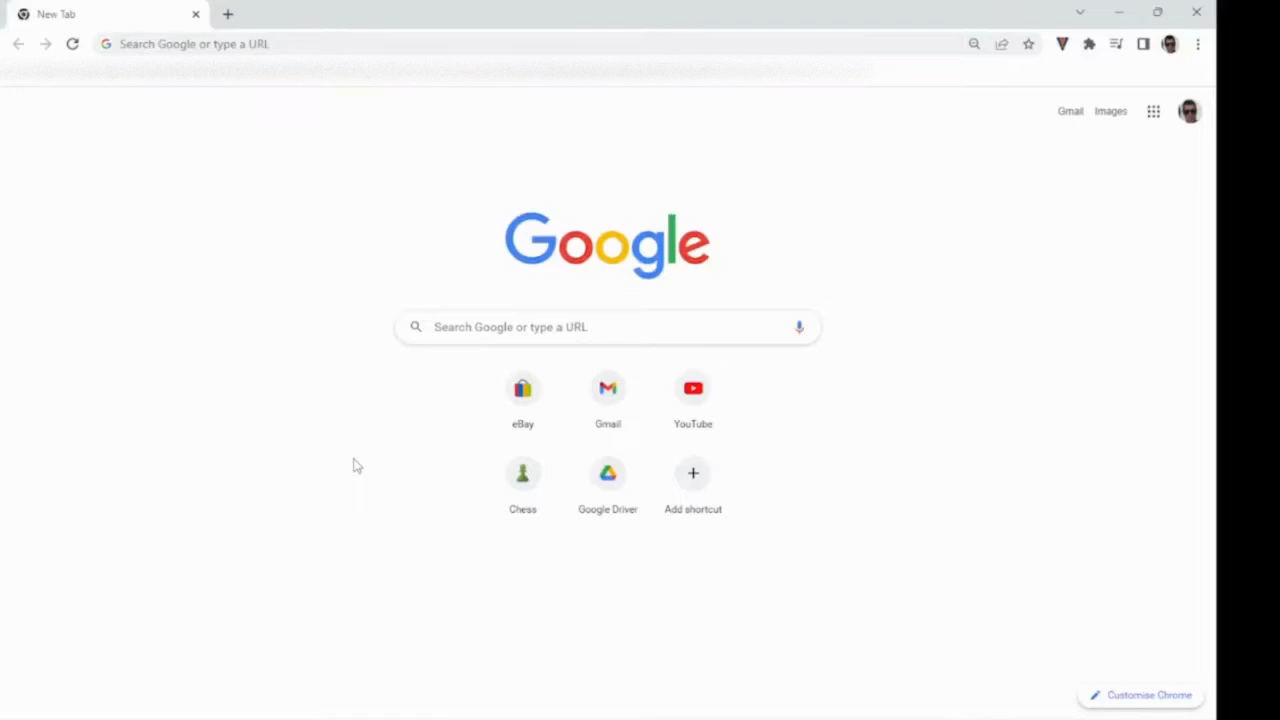 New Tab
Search Google or type a URL
Gmail Images
Google
Search Google or type a URL
eBay Gmail YouTube
Chess Google Driver Add shortcut
Customise Chrome